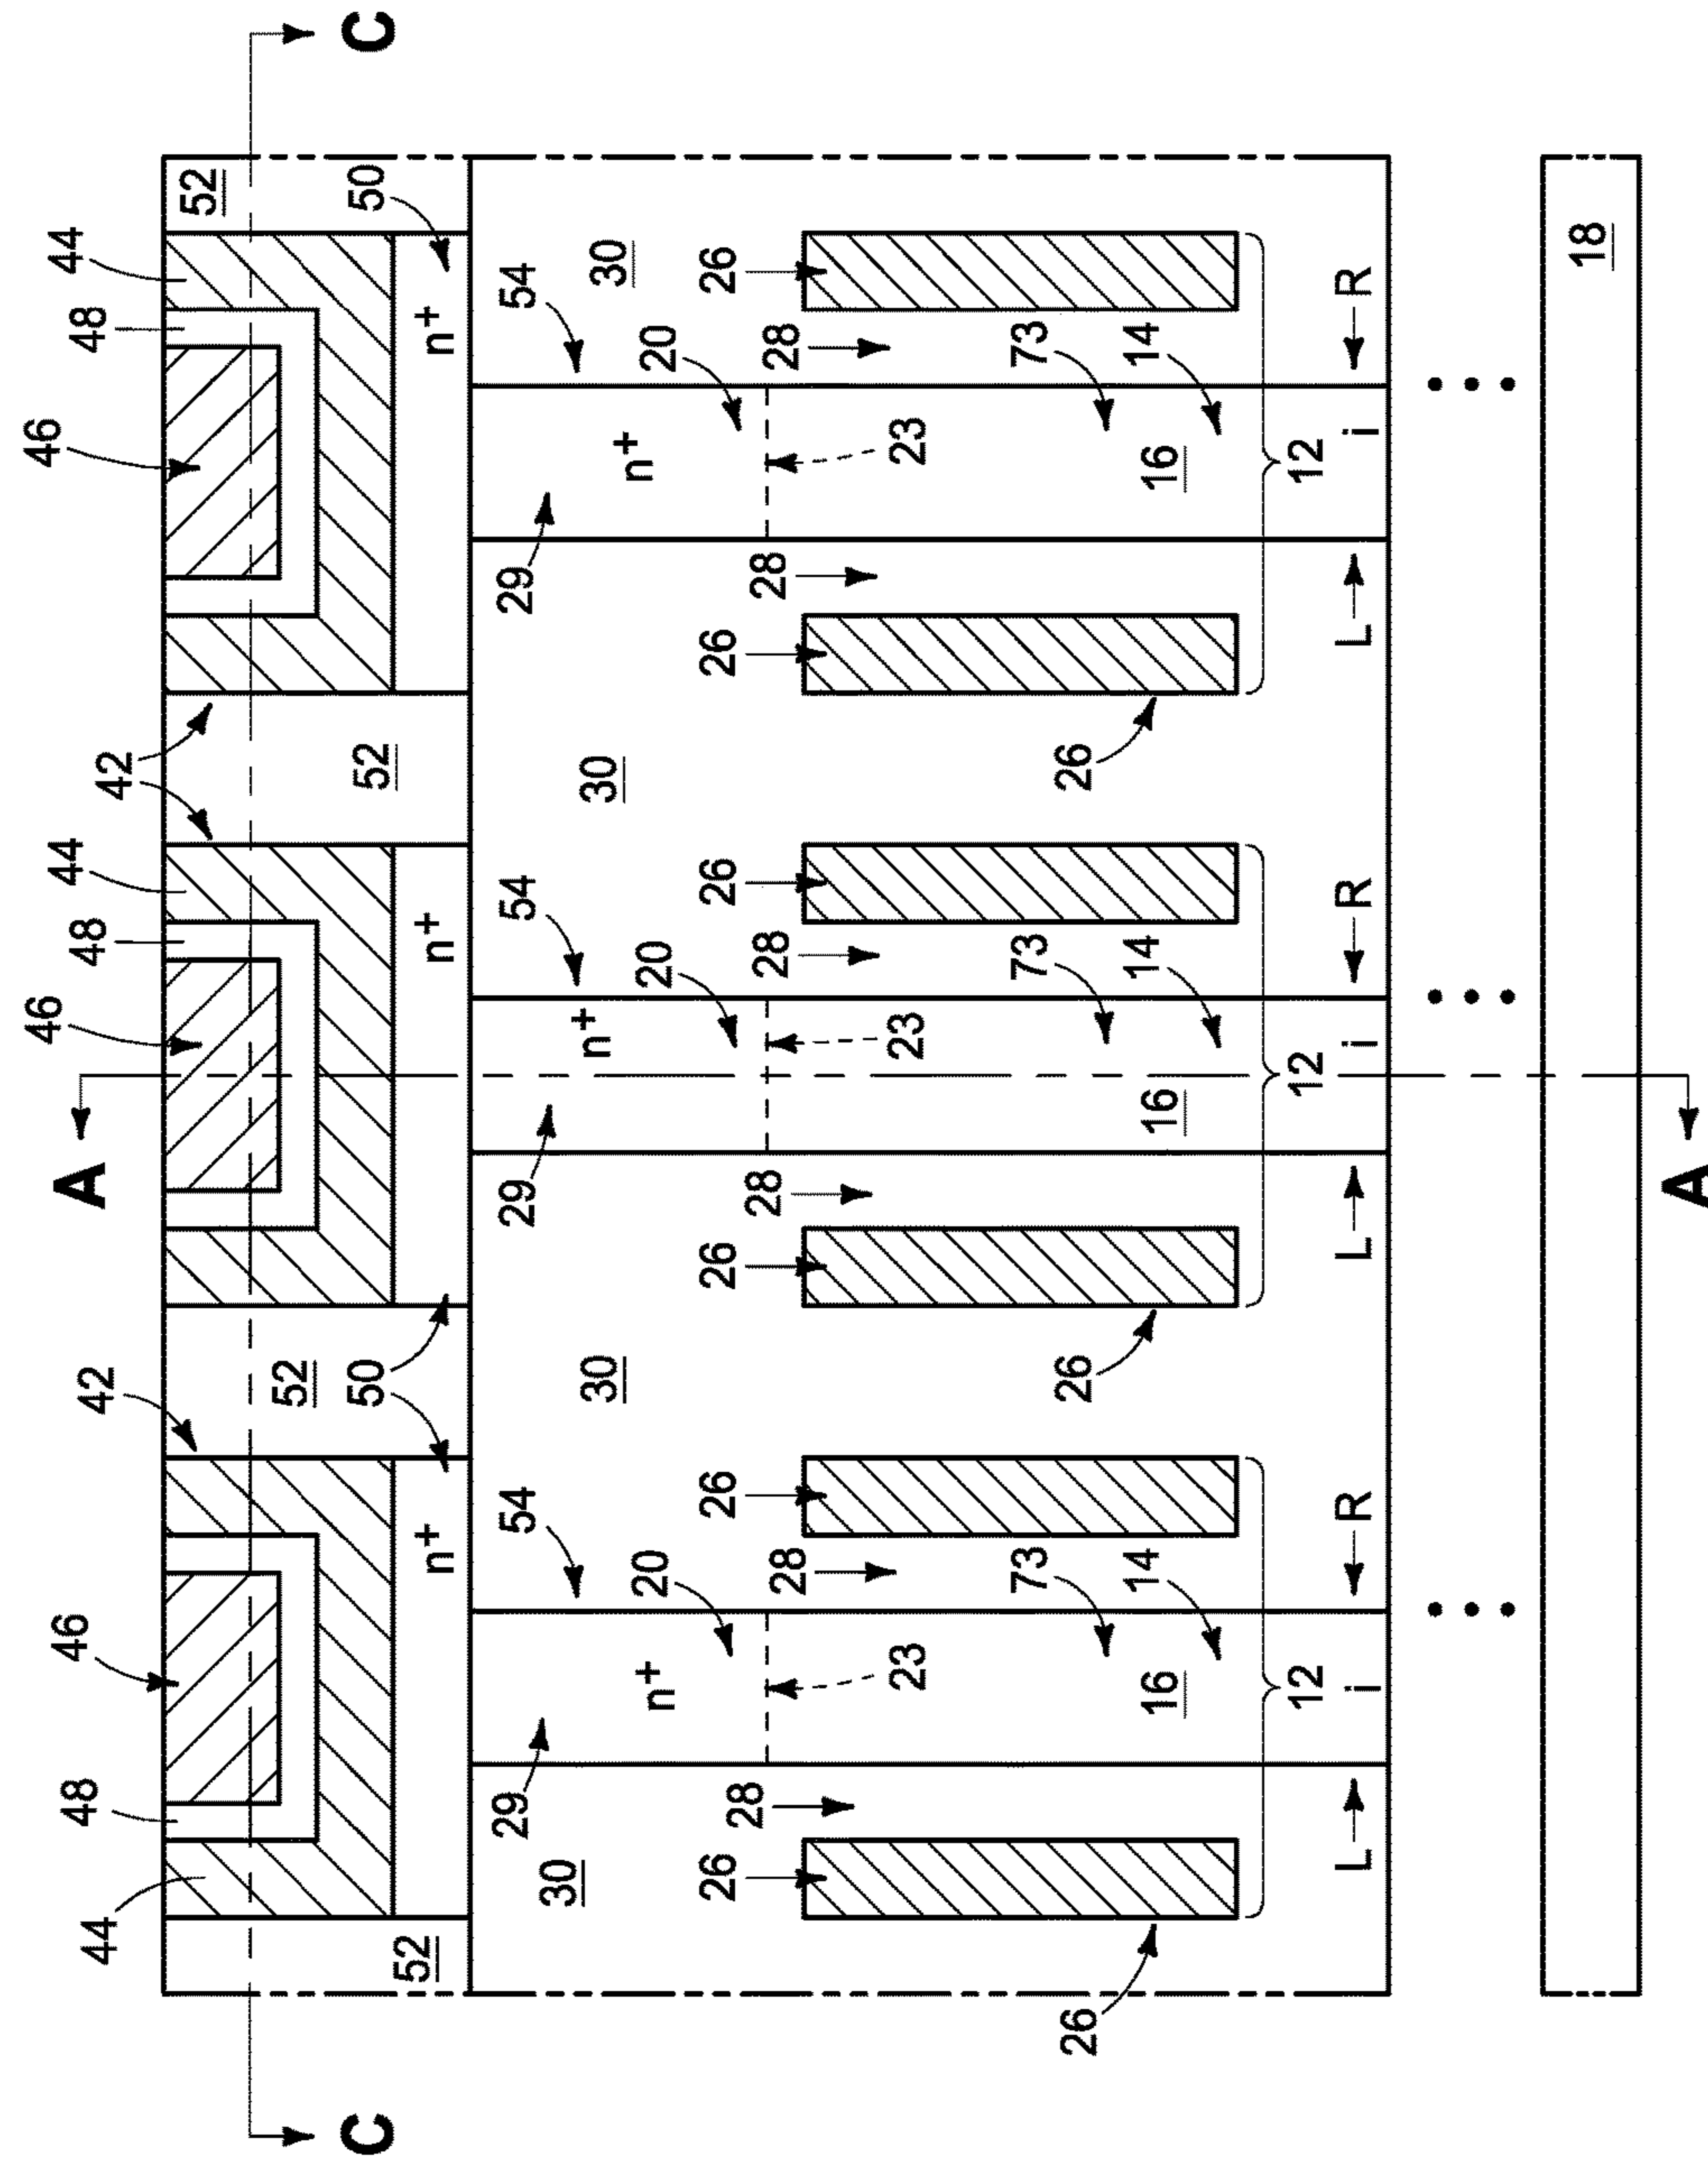 44 48 46 42 A 46 48 44 42 46 48 44
52
52
C 50 52 50 C
52 n+ n+ n+
29 54 29 54 29 54
30 30 n+ 30 30
n+ 20 20 n+ 20
26 28 28 26 26 28 28 26 26 28 28 26
23 23 23
26 73 26 73 26 73
16 14 16 14 16 14
12 12 12
L i R L i R L i R
18
A